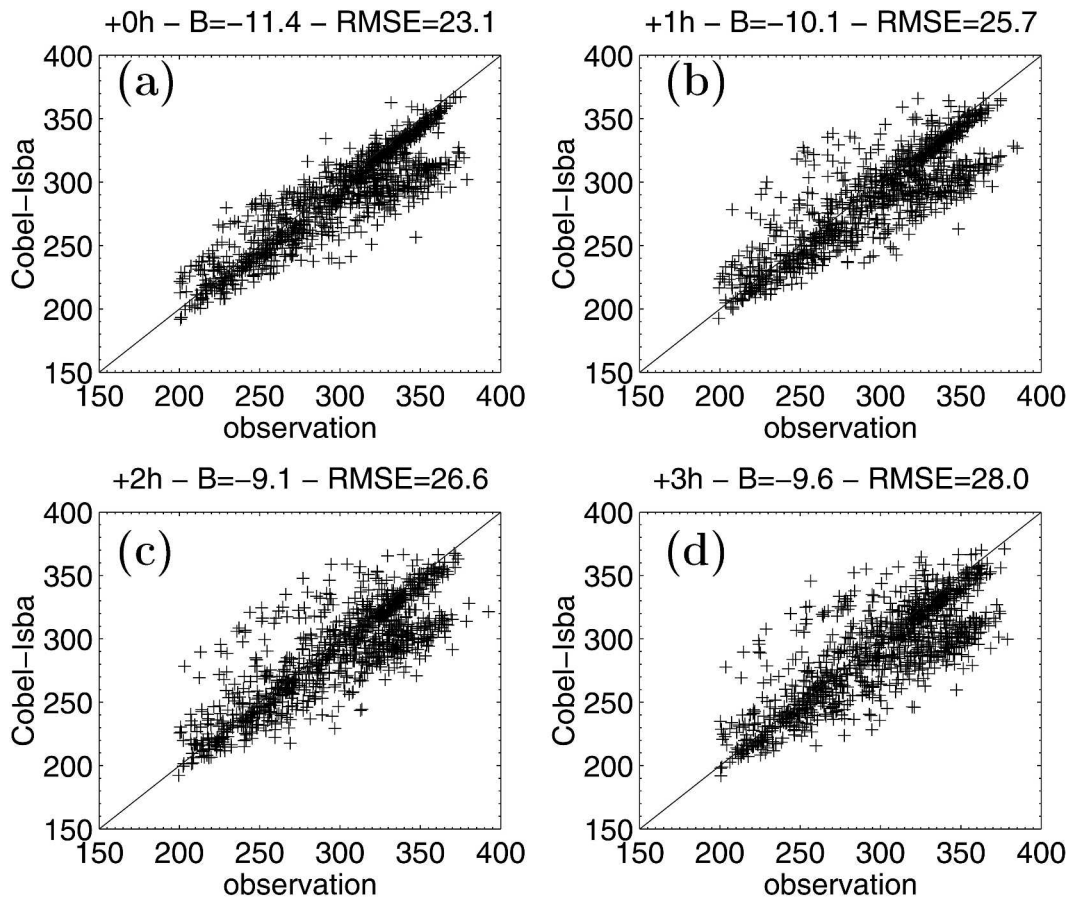 +0h − B=−11.4 − RMSE=23.1
(a)
400
350
300
250
200
150
Cobel−Isba
150 200 250 300 350 400
observation
+1h − B=−10.1 − RMSE=25.7
(b)
400
350
300
250
200
150
Cobel−Isba
150 200 250 300 350 400
observation
+2h − B=−9.1 − RMSE=26.6
(c)
400
350
300
250
200
150
Cobel−Isba
150 200 250 300 350 400
observation
+3h − B=−9.6 − RMSE=28.0
(d)
400
350
300
250
200
150
Cobel−Isba
150 200 250 300 350 400
observation